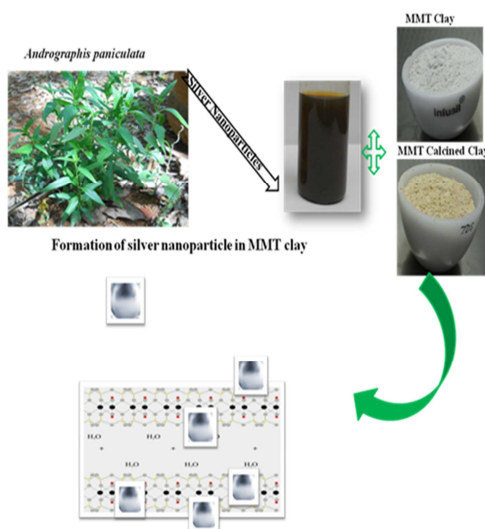 MMT Clay
Andrographis paniculata
Silver Nanoparticles
infusil
MMT Calcined Clay
Formation of silver nanoparticle in MMT clay
H₂O H₂O H₂O
H₂O H₂O